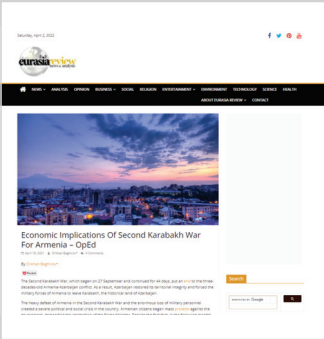 Saturday, April 2, 2022
eurasiareview
news & analysis
NEWS ANALYSIS OPINION BUSINESS SOCIAL RELIGION ENTERTAINMENT ENVIRONMENT TECHNOLOGY SCIENCE HEALTH
ABOUT EURASIA REVIEW CONTACT
Economic Implications Of Second Karabakh War
For Armenia – OpEd
The Second Karabakh War, which began on 27 September and continued for 44 days, put an end to the three
decades-old Armenia-Azerbaijan conflict. As a result, Azerbaijan restored its territorial integrity and forced the
military forces of Armenia to leave Karabakh, the historical land of Azerbaijan.
The heavy defeat of Armenia in the Second Karabakh War and the enormous loss of military personnel
created a severe political and social crisis in the country. Armenian citizens began mass protests against the
Search
Google